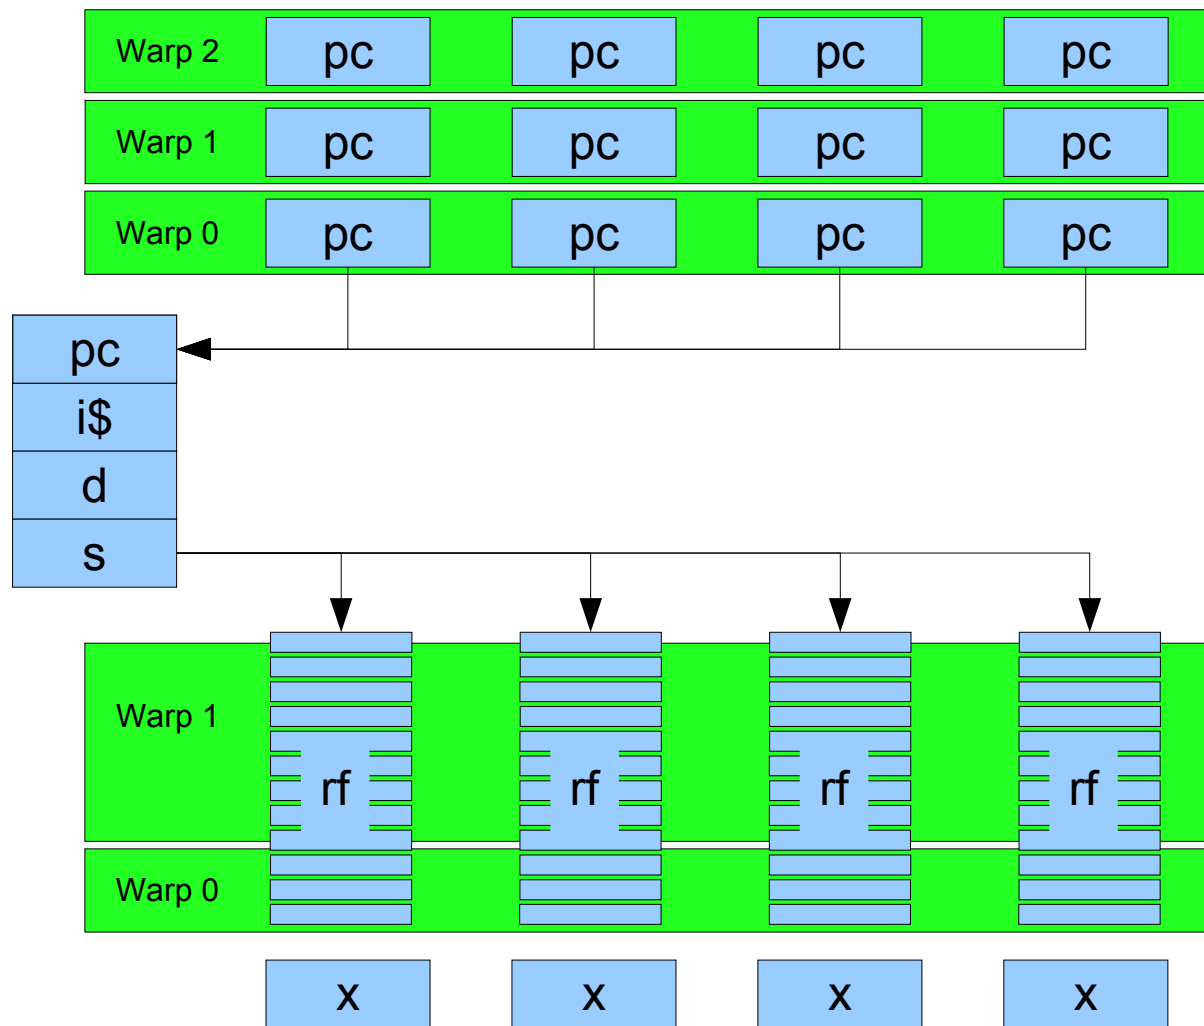 Warp 2 pc pc pc pc
Warp 1 pc pc pc pc
Warp 0 pc pc pc pc
pc
i$
d
s
Warp 1
rf rf rf rf
Warp 0
x x x x